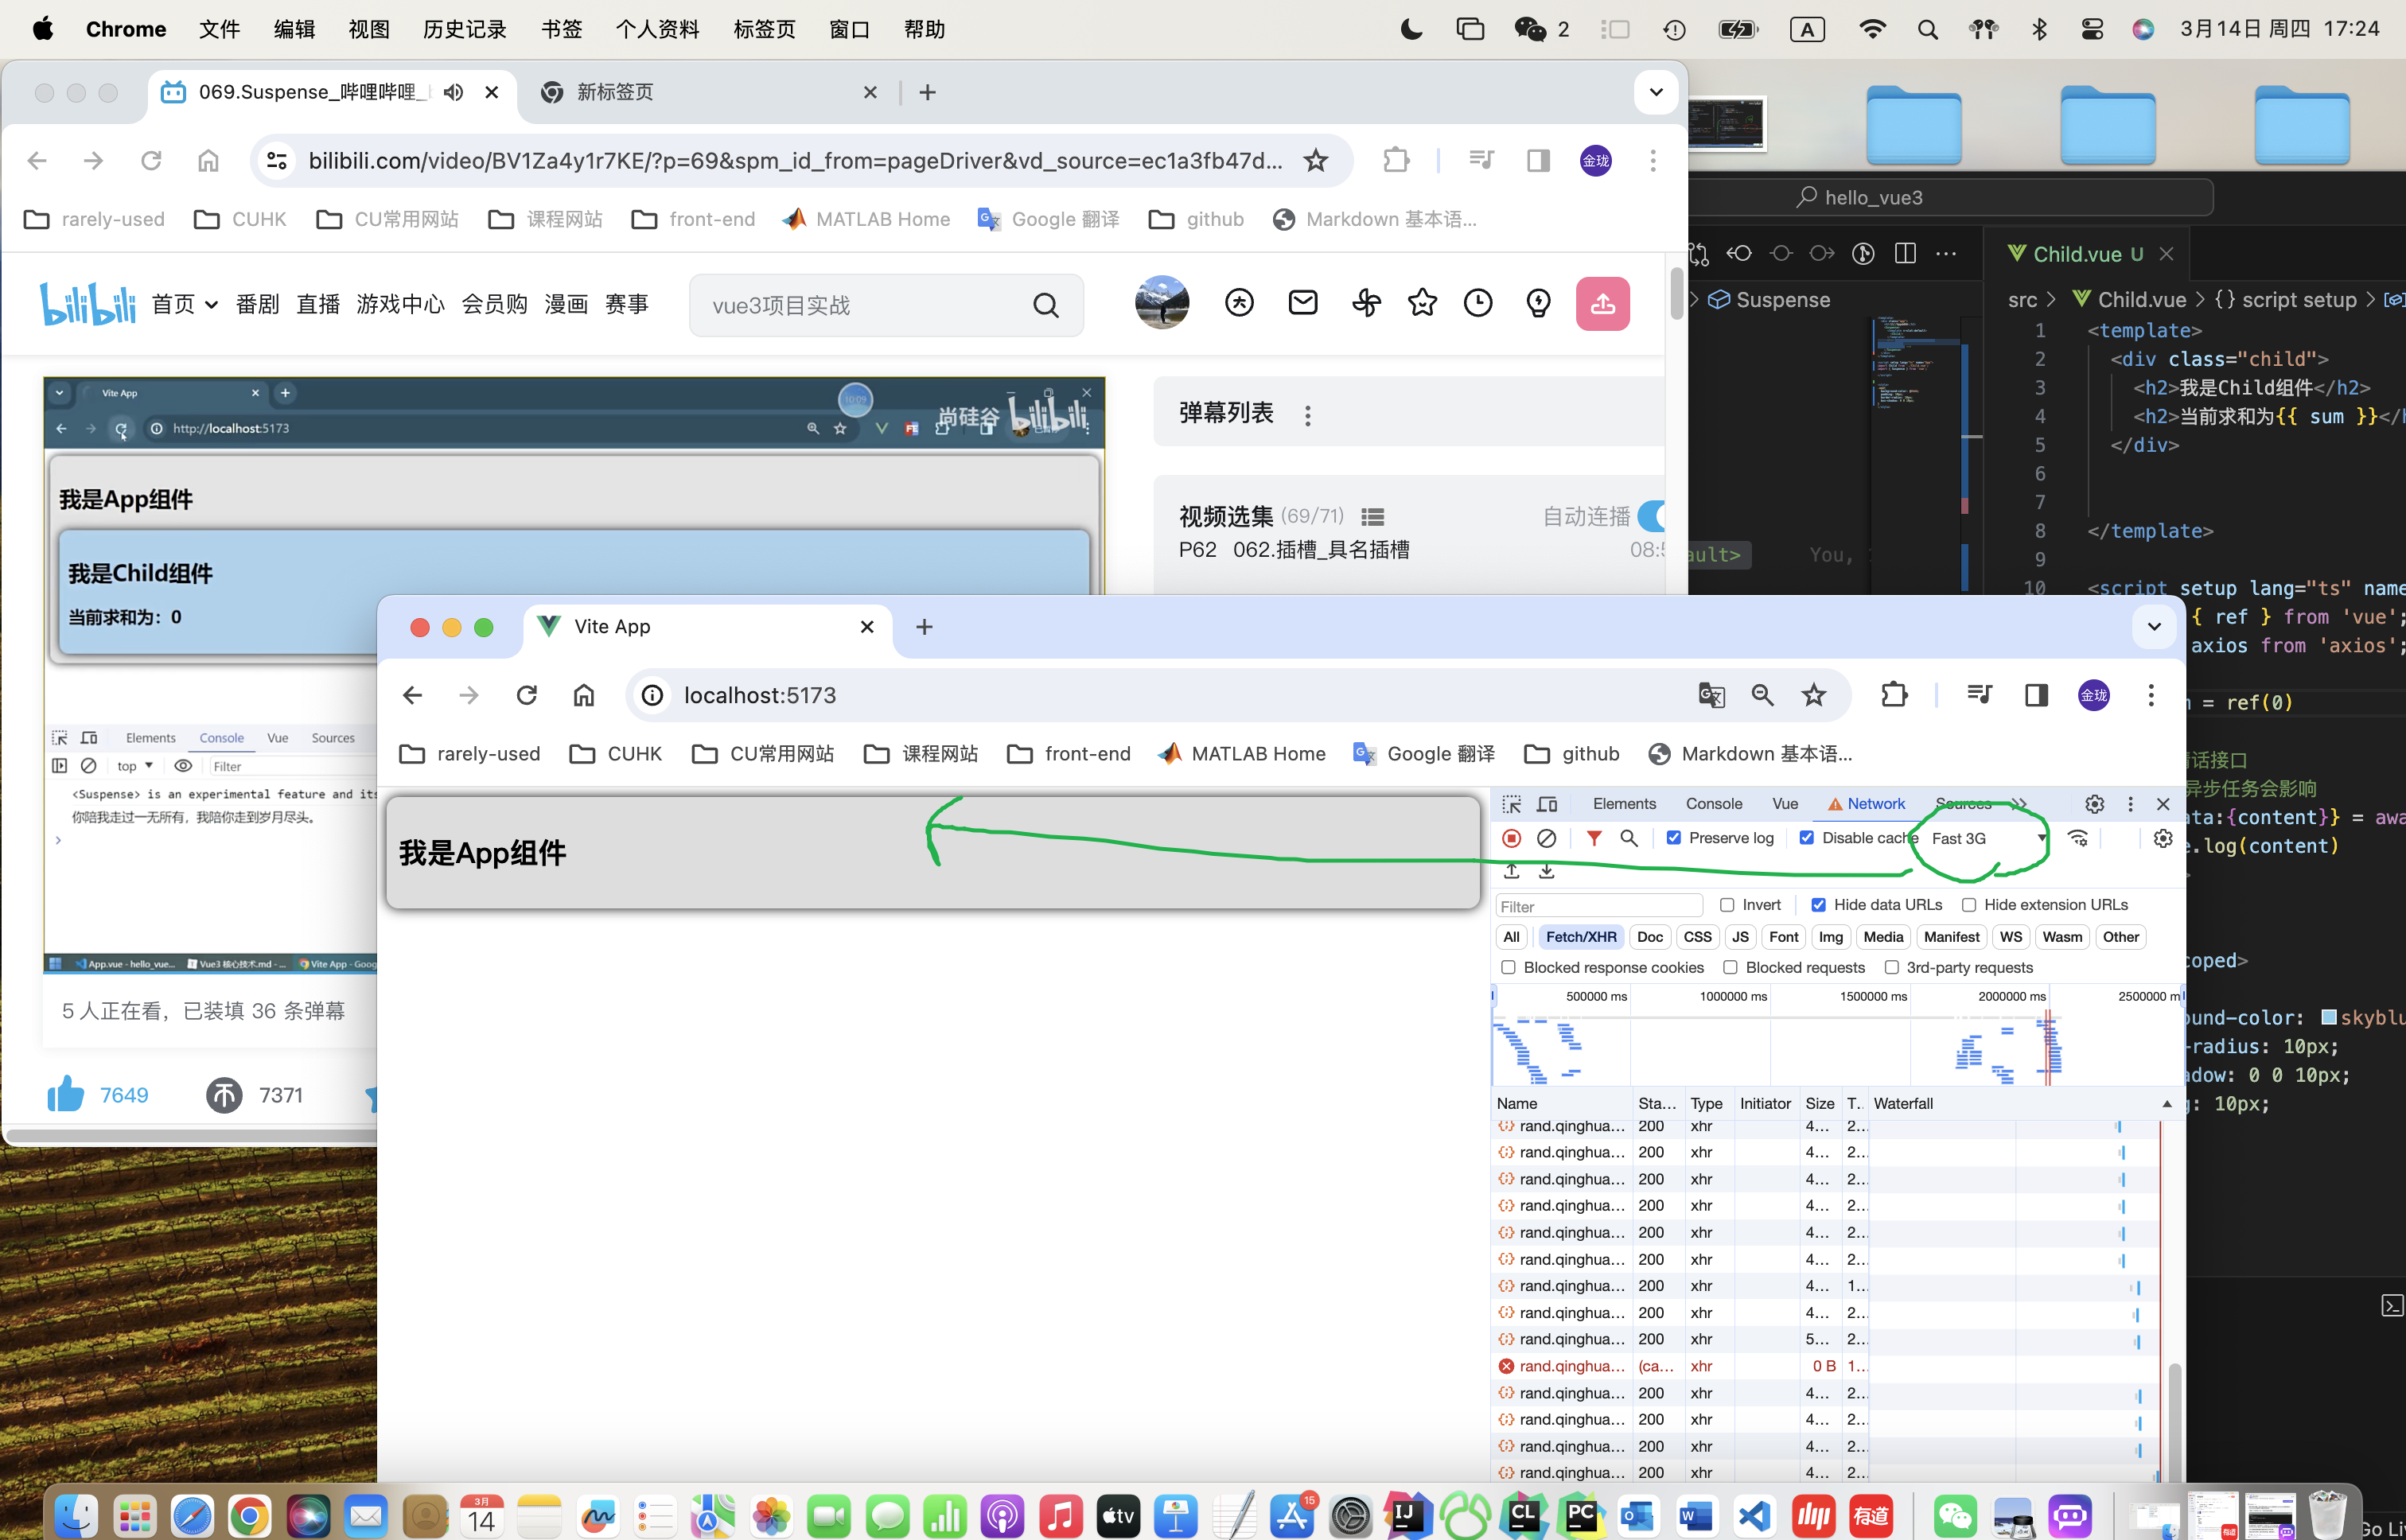 Chrome 文件 编辑 视图 历史记录 书签 个人资料 标签页 窗口 帮助 2 A 3月14日 周四 17:24
069.Suspense_哔哩哔哩_ 新标签页
bilibili.com/video/BV1Za4y1r7KE/?p=69&spm_id_from=pageDriver&vd_source=ec1a3fb47d... 金珑
rarely-used CUHK CU常用网站 课程网站 front-end MATLAB Home Google 翻译 github Markdown 基本语...
bilibili 首页 番剧 直播 游戏中心 会员购 漫画 赛事 vue3项目实战
Vite App
10:09
尚硅谷 bilibili
http://localhost:5173
我是App组件
我是Child组件
当前求和为：0
Elements Console Vue Sources
top Filter
<Suspense> is an experimental feature and its
你陪我走过一无所有，我陪你走到岁月尽头。
App.vue - hello_vue... Vue3 核心技术.md - ... Vite App - Goog
5 人正在看，已装填 36 条弹幕
7649 7371
弹幕列表
视频选集 (69/71) 自动连播
P62 062.插槽_具名插槽
hello_vue3
Child.vue U
Suspense
src > Child.vue > {} script setup >
1 <template>
2 <div class="child">
3 <h2>我是Child组件</h2>
4 <h2>当前求和为{{ sum }}</
5 </div>
6
7
8 </template>
9
10 <script setup lang="ts" name
ault> You,
{ ref } from 'vue';
axios from 'axios';
= ref(0)
话接口
异步任务会影响
ta:{content}} = awa
e.log(content)
coped>
und-color: skyblu
-radius: 10px;
adow: 0 0 10px;
: 10px;
Vite App
localhost:5173 金珑
rarely-used CUHK CU常用网站 课程网站 front-end MATLAB Home Google 翻译 github Markdown 基本语...
我是App组件
Elements Console Vue Network Sources
Preserve log Disable cache Fast 3G
Filter Invert Hide data URLs Hide extension URLs
All Fetch/XHR Doc CSS JS Font Img Media Manifest WS Wasm Other
Blocked response cookies Blocked requests 3rd-party requests
500000 ms 1000000 ms 1500000 ms 2000000 ms 2500000 m
Name Sta... Type Initiator Size T. Waterfall
rand.qinghua... 200 xhr 4... 2...
rand.qinghua... 200 xhr 4... 2...
rand.qinghua... 200 xhr 4... 2...
rand.qinghua... 200 xhr 4... 2...
rand.qinghua... 200 xhr 4... 2...
rand.qinghua... 200 xhr 4... 2...
rand.qinghua... 200 xhr 4... 1...
rand.qinghua... 200 xhr 4... 2...
rand.qinghua... 200 xhr 5... 2...
rand.qinghua... (ca... xhr 0 B 1...
rand.qinghua... 200 xhr 4... 2...
rand.qinghua... 200 xhr 4... 2...
rand.qinghua... 200 xhr 4... 2...
rand.qinghua... 200 xhr 4... 2...
3月 14 tv 15 IJ CL PC W 有道
Go Li